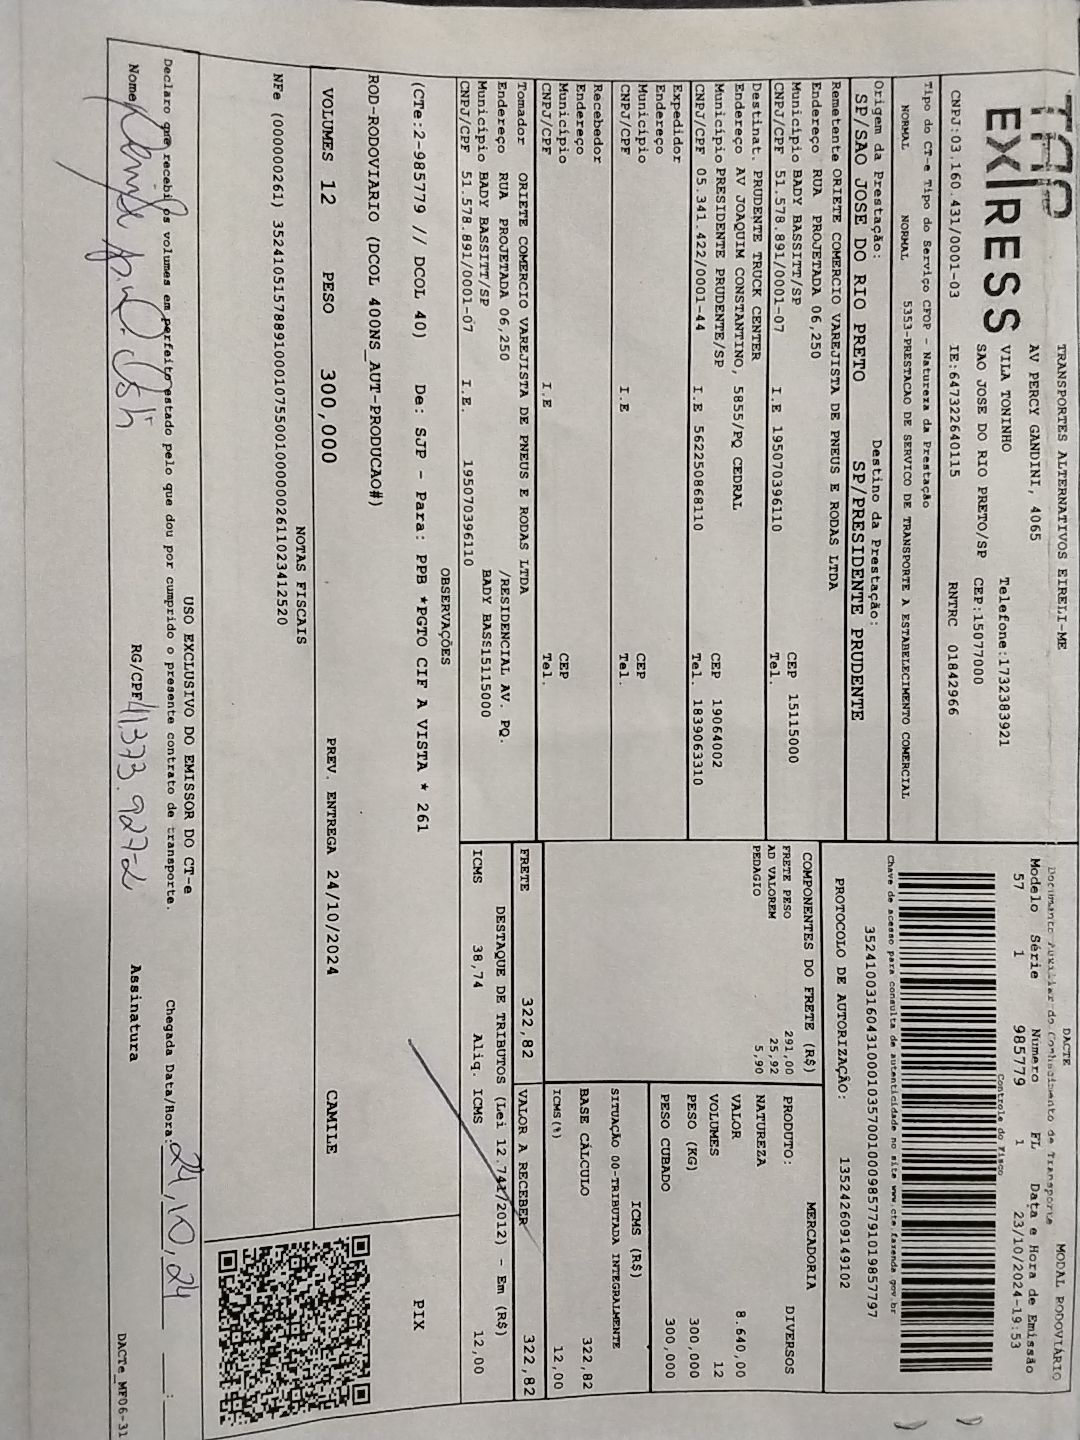 TAP
EX|RESS
TRANSPORTES ALTERNATIVOS EIRELI-ME
AV PERCY GANDINI, 4065
VILA TONINHO Telefone:1732383921
SAO JOSE DO RIO PRETO/SP CEP:15077000
CNPJ:03.160.431/0001-03 IE:647322640115 RNTRC 01842966
Tipo do CT-e Tipo do Serviço CFOP - Natureza da Prestação
NORMAL NORMAL 5353-PRESTACAO DE SERVICO DE TRANSPORTE A ESTABELECIMENTO COMERCIAL
Origem da Prestação: Destino da Prestação:
SP/SAO JOSE DO RIO PRETO SP/PRESIDENTE PRUDENTE
Remetente ORIETE COMERCIO VAREJISTA DE PNEUS E RODAS LTDA
Endereço RUA PROJETADA 06,250
Município BADY BASSITT/SP CEP 15115000
CNPJ/CPF 51.578.891/0001-07 I.E 195070396110 Tel.
Destinat. PRUDENTE TRUCK CENTER
Endereço AV JOAQUIM CONSTANTINO, 5855/PQ CEDRAL
Município PRESIDENTE PRUDENTE/SP CEP 19064002
CNPJ/CPF 05.341.422/0001-44 I.E 562250868110 Tel. 1839063310
Expedidor
Endereço
Município CEP
CNPJ/CPF I.E Tel.
Recebedor
Endereço
Município CEP
CNPJ/CPF I.E Tel.
Tomador ORIETE COMERCIO VAREJISTA DE PNEUS E RODAS LTDA
Endereço RUA PROJETADA 06,250 /RESIDENCIAL AV. PQ.
Município BADY BASSITT/SP BADY BASS15115000
CNPJ/CPF 51.578.891/0001-07 I.E. 195070396110
DACTE MODAL RODOVIÁRIO
Documento Auxiliar do Conhecimento de Transporte
Modelo Série Numero FL Data e Hora de Emissão
57 1 985779 1 23/10/2024-19:53
Controle do Fisco
Chave de acesso para consulta de autenticidade no site www.cte.fazenda.gov.br
35241003160431000103570010009857791019857797
PROTOCOLO DE AUTORIZAÇÃO: 135242609149102
COMPONENTES DO FRETE (R$)
FRETE PESO 291,00
AD VALOREM 25,92
PEDAGIO 5,90
MERCADORIA
PRODUTO: DIVERSOS
NATUREZA
VALOR 8.640,00
VOLUMES 12
PESO (KG) 300,000
PESO CUBADO 300,000
ICMS (R$)
SITUAÇÃO 00-TRIBUTADA INTEGRALMENTE
BASE CÁLCULO 322,82
ICMS(%) 12,00
FRETE 322,82 VALOR A RECEBER 322,82
DESTAQUE DE TRIBUTOS (Lei 12.741/2012) - Em (R$)
ICMS 38,74 Aliq. ICMS 12,00
OBSERVAÇÕES
(CTe:2-985779 // DCOL 40) De: SJP - Para: PPB *PGTO CIF A VISTA * 261
ROD-RODOVIARIO (DCOL 400NS_AUT-PRODUCAO#)
PIX
VOLUMES 12 PESO 300,000 PREV. ENTREGA 24/10/2024 CAMILE
NOTAS FISCAIS
NFe (000000261) 35241051578891000107550010000002611023412520
USO EXCLUSIVO DO EMISSOR DO CT-e
Declaro que recebi os volumes em perfeito estado pelo que dou por cumprido o presente contrato de transporte. Chegada Data/Hora: 24/10/24 :
Nome RG/CPF 41.373.927-2 Assinatura
DACTe_MF06-31